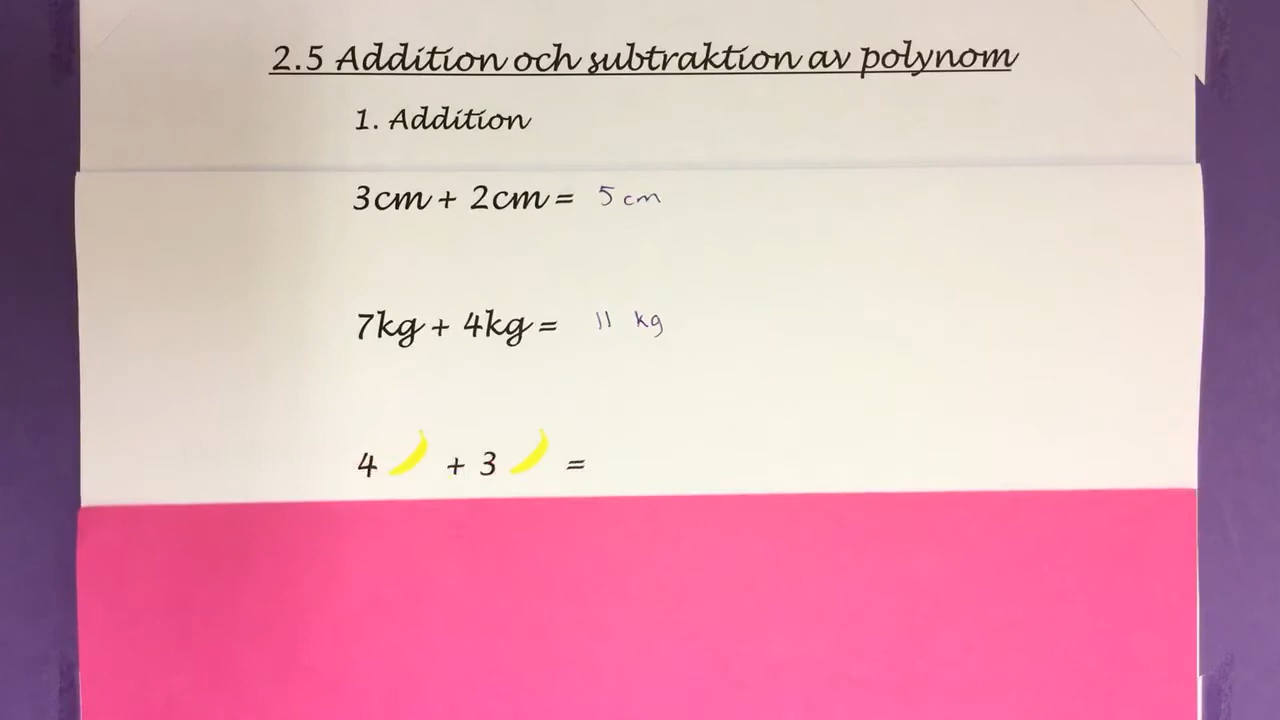 2.5 Addition och subtraktion av polynom
1. Addition
3cm + 2cm = 5 cm
7kg + 4kg = 11 kg
4 + 3 =